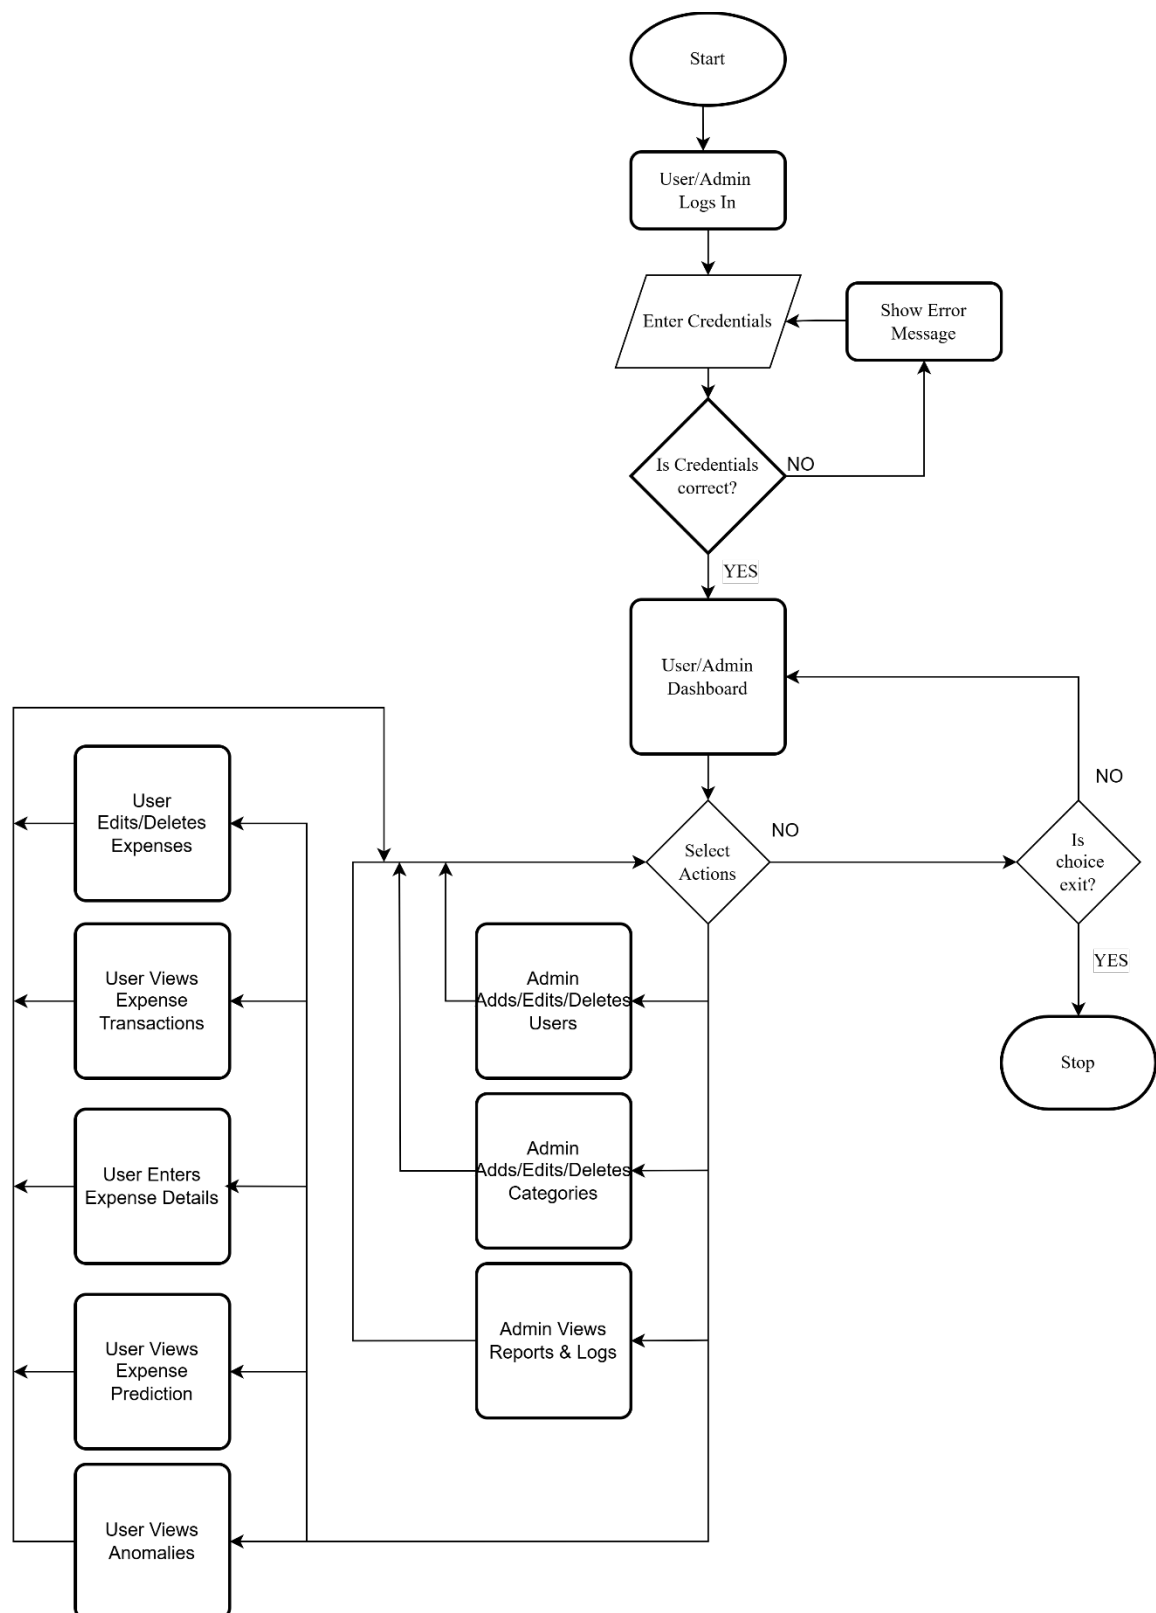 Start
User/Admin
Logs In
Enter Credentials
Show Error
Message
Is Credentials
correct?
NO
YES
User/Admin
Dashboard
NO
Select
Actions
NO
Is
choice
exit?
YES
Stop
User
Edits/Deletes
Expenses
User Views
Expense
Transactions
User Enters
Expense Details
User Views
Expense
Prediction
User Views
Anomalies
Admin
Adds/Edits/Deletes
Users
Admin
Adds/Edits/Deletes
Categories
Admin Views
Reports & Logs